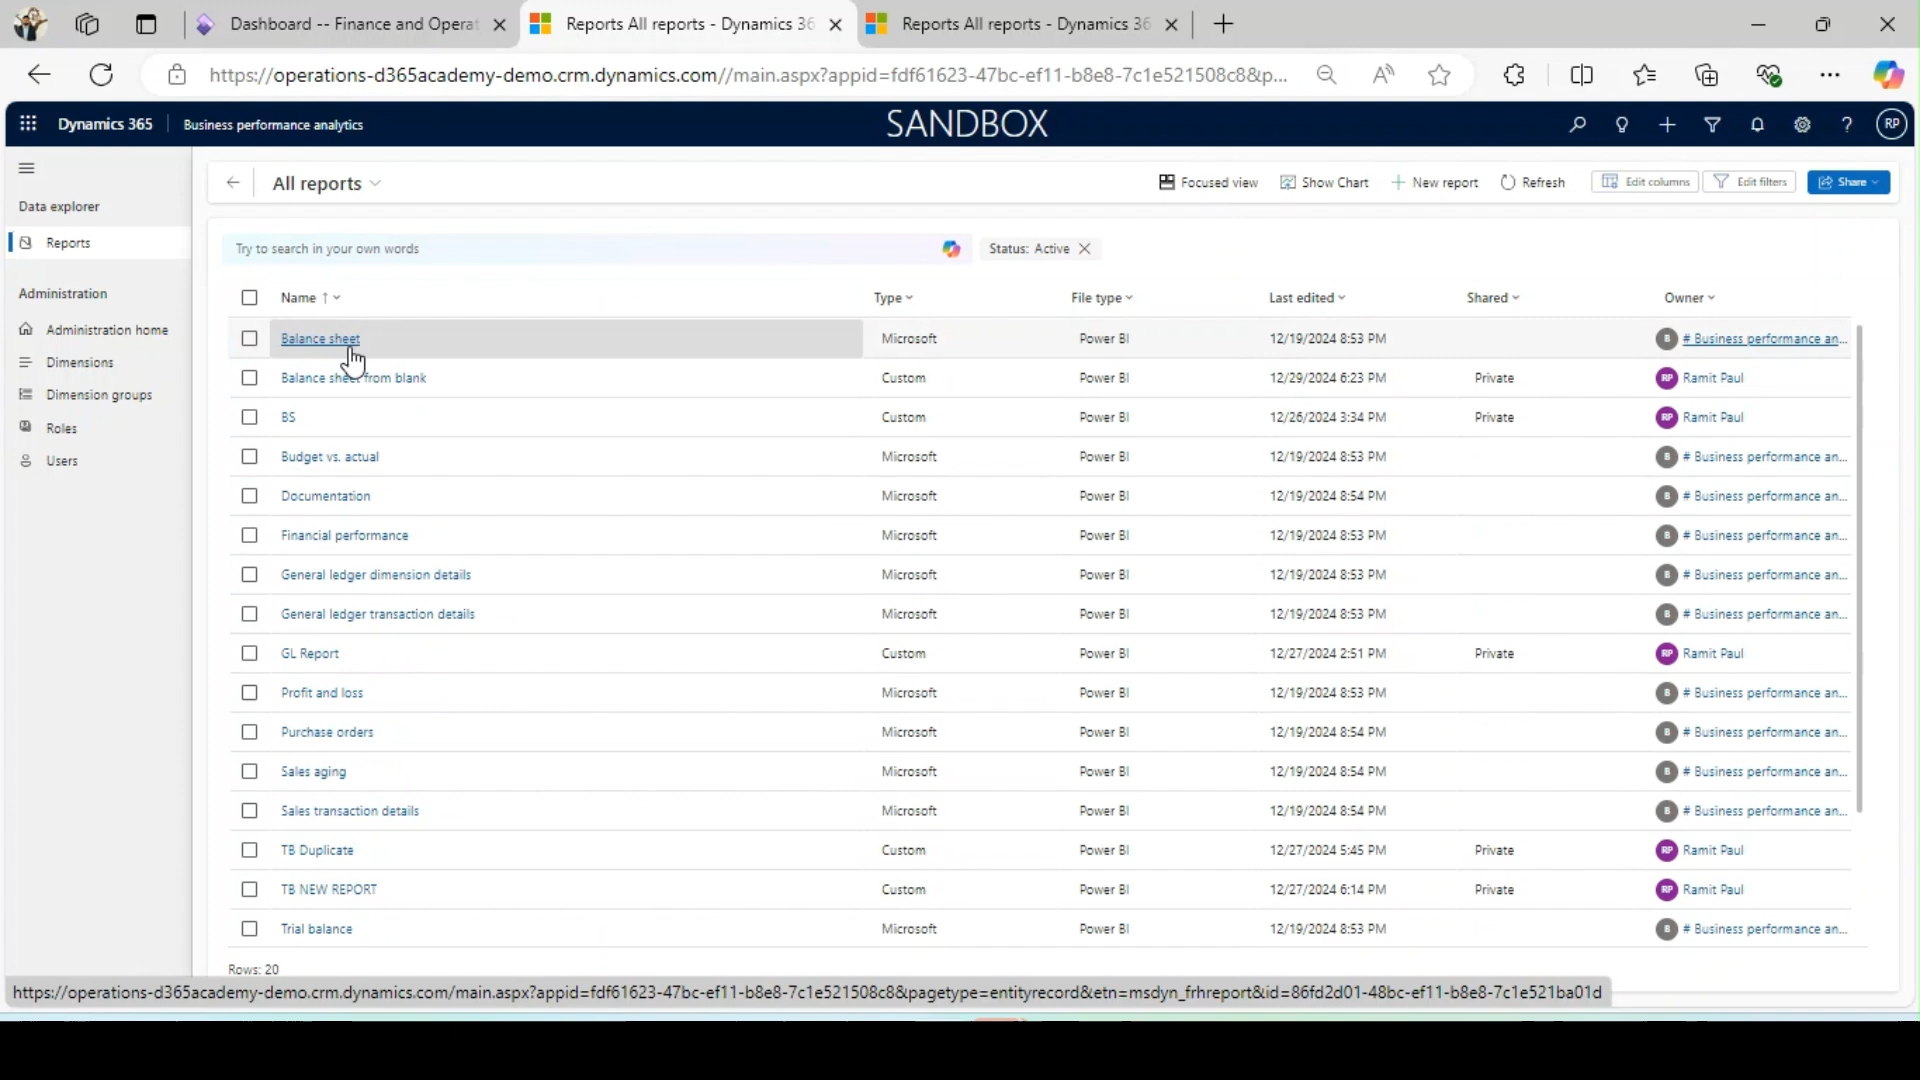 Dashboard -- Finance and Operat
Reports All reports - Dynamics 36
Reports All reports - Dynamics 36
https://operations-d365academy-demo.crm.dynamics.com//main.aspx?appid=fdf61623-47bc-ef11-b8e8-7c1e521508c8&p...
Dynamics 365
Business performance analytics
SANDBOX
RP
All reports
Focused view
Show Chart
New report
Refresh
Edit columns
Edit filters
Share
Data explorer
Reports
Administration
Administration home
Dimensions
Dimension groups
Roles
Users
Try to search in your own words
Status: Active
Name Type File type Last edited Shared Owner
Balance sheet Microsoft Power BI 12/19/2024 8:53 PM B # Business performance an...
Balance sheet from blank Custom Power BI 12/29/2024 6:23 PM Private RP Ramit Paul
BS Custom Power BI 12/26/2024 3:34 PM Private RP Ramit Paul
Budget vs. actual Microsoft Power BI 12/19/2024 8:53 PM B # Business performance an...
Documentation Microsoft Power BI 12/19/2024 8:54 PM B # Business performance an...
Financial performance Microsoft Power BI 12/19/2024 8:53 PM B # Business performance an...
General ledger dimension details Microsoft Power BI 12/19/2024 8:53 PM B # Business performance an...
General ledger transaction details Microsoft Power BI 12/19/2024 8:53 PM B # Business performance an...
GL Report Custom Power BI 12/27/2024 2:51 PM Private RP Ramit Paul
Profit and loss Microsoft Power BI 12/19/2024 8:53 PM B # Business performance an...
Purchase orders Microsoft Power BI 12/19/2024 8:54 PM B # Business performance an...
Sales aging Microsoft Power BI 12/19/2024 8:54 PM B # Business performance an...
Sales transaction details Microsoft Power BI 12/19/2024 8:54 PM B # Business performance an...
TB Duplicate Custom Power BI 12/27/2024 5:45 PM Private RP Ramit Paul
TB NEW REPORT Custom Power BI 12/27/2024 6:14 PM Private RP Ramit Paul
Trial balance Microsoft Power BI 12/19/2024 8:53 PM B # Business performance an...
Rows: 20
https://operations-d365academy-demo.crm.dynamics.com/main.aspx?appid=fdf61623-47bc-ef11-b8e8-7c1e521508c8&pagetype=entityrecord&etn=msdyn_frhreport&id=86fd2d01-48bc-ef11-b8e8-7c1e521ba01d